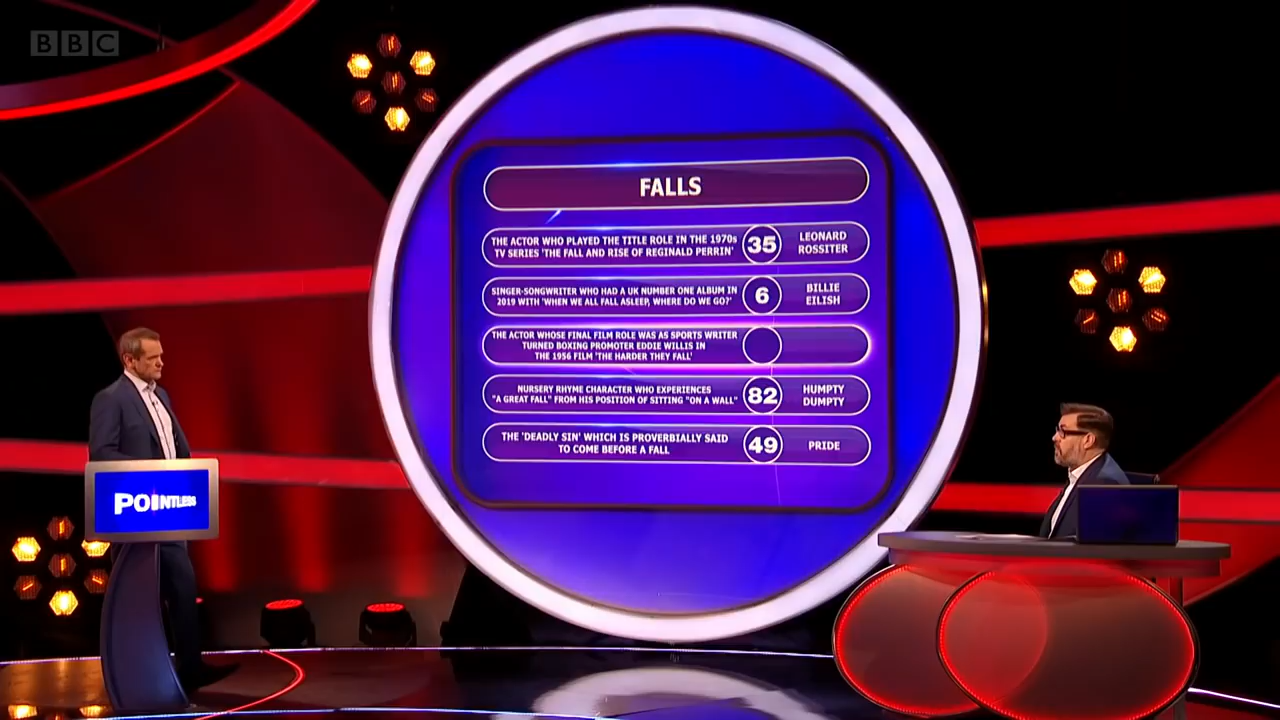 BBC
FALLS
THE ACTOR WHO PLAYED THE TITLE ROLE IN THE 1970s
TV SERIES 'THE FALL AND RISE OF REGINALD PERRIN'
35
LEONARD
ROSSITER
SINGER-SONGWRITER WHO HAD A UK NUMBER ONE ALBUM IN
2019 WITH 'WHEN WE ALL FALL ASLEEP, WHERE DO WE GO?'
6
BILLIE
EILISH
THE ACTOR WHOSE FINAL FILM ROLE WAS AS SPORTS WRITER
TURNED BOXING PROMOTER EDDIE WILLIS IN
THE 1956 FILM 'THE HARDER THEY FALL'
NURSERY RHYME CHARACTER WHO EXPERIENCES
"A GREAT FALL" FROM HIS POSITION OF SITTING "ON A WALL"
82
HUMPTY
DUMPTY
THE 'DEADLY SIN' WHICH IS PROVERBIALLY SAID
TO COME BEFORE A FALL
49
PRIDE
POINTLESS